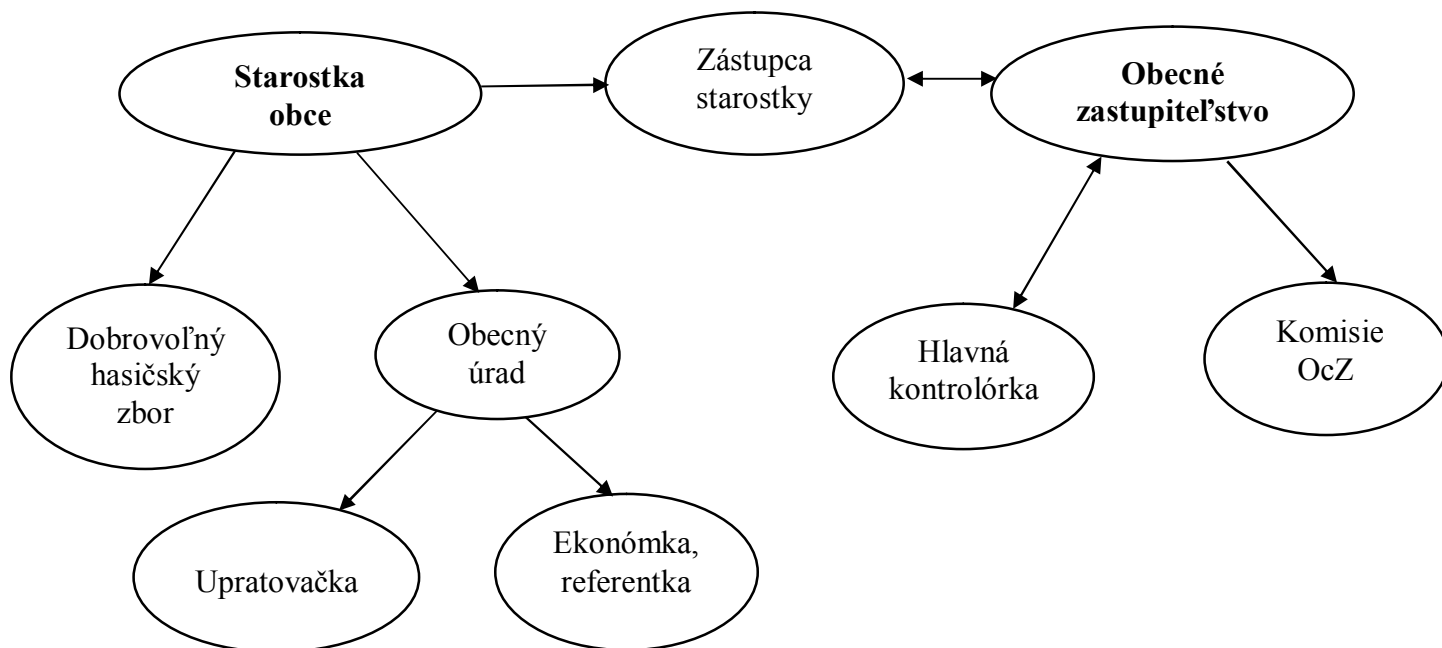 Starostka
obce
Zástupca
starostky
Obecné
zastupiteľstvo
Dobrovoľný
hasičský
zbor
Obecný
úrad
Hlavná
kontrolórka
Komisie
OcZ
Upratovačka
Ekonómka,
referentka